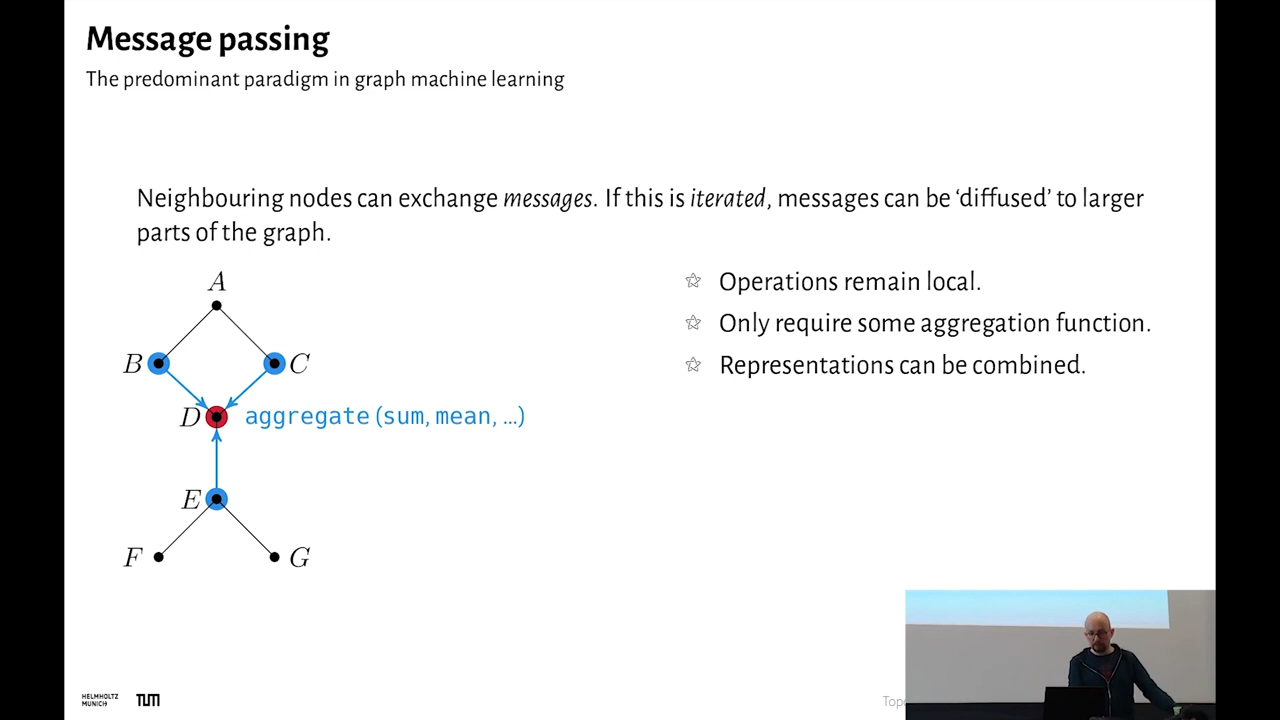 Message passing
The predominant paradigm in graph machine learning
Neighbouring nodes can exchange messages. If this is iterated, messages can be ‘diffused’ to larger
parts of the graph.
A
B
C
D
aggregate (sum, mean, ...)
E
F
G
☆ Operations remain local.
☆ Only require some aggregation function.
☆ Representations can be combined.
HELMHOLTZ
MUNICH
TUM